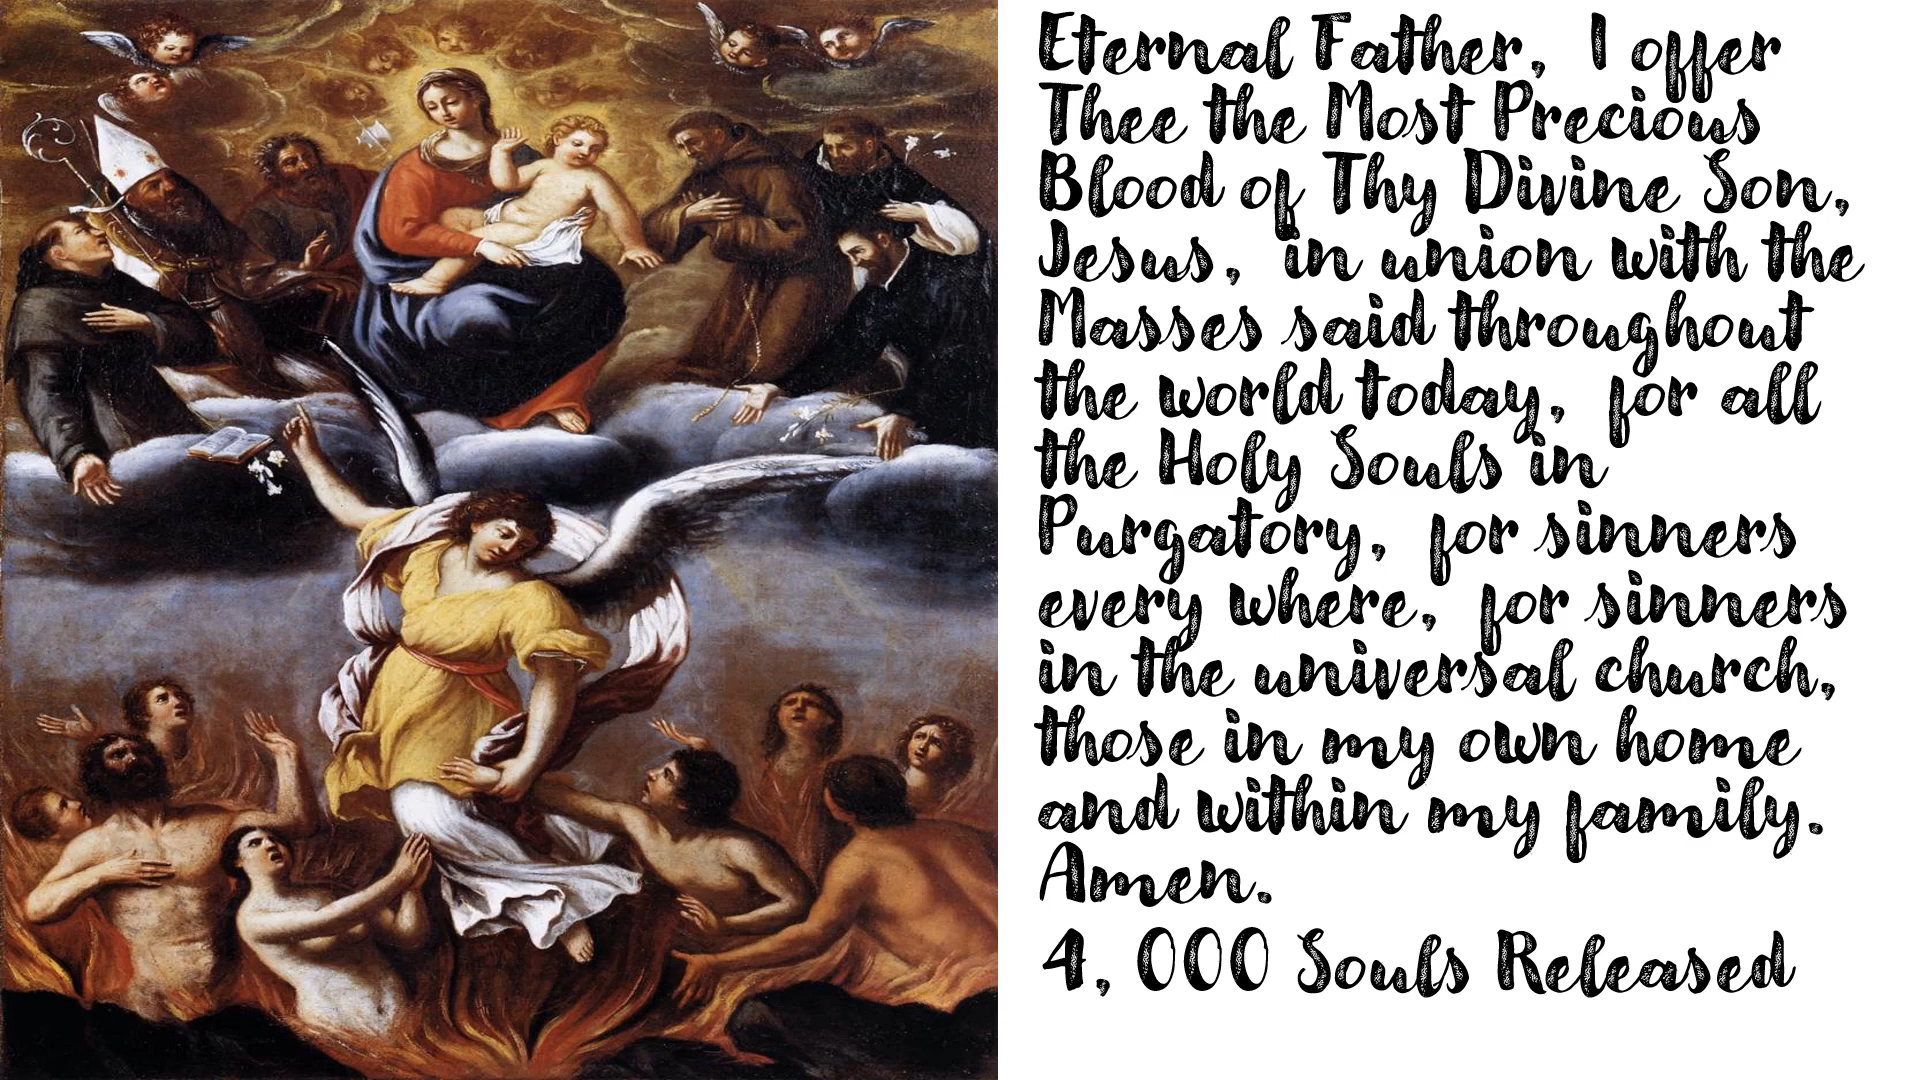 Eternal Father, I offer
Thee the Most Precious
Blood of Thy Divine Son,
Jesus, in union with the
Masses said throughout
the world today, for all
the Holy Souls in
Purgatory, for sinners
every where, for sinners
in the universal church,
those in my own home
and within my family.
Amen.
4, 000 Souls Released